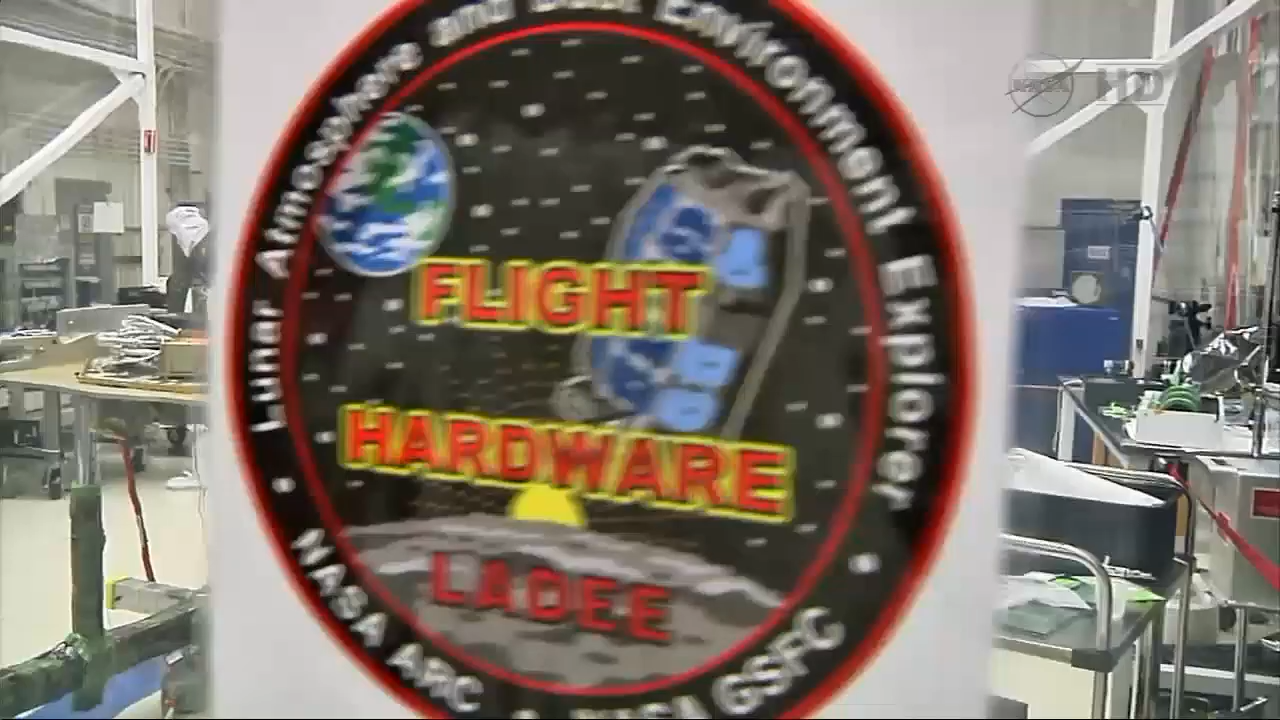 Lunar Atmosphere and Dust Environment Explorer
NASA HD
FLIGHT
HARDWARE
LADEE
NASA ARC • NASA GSFC